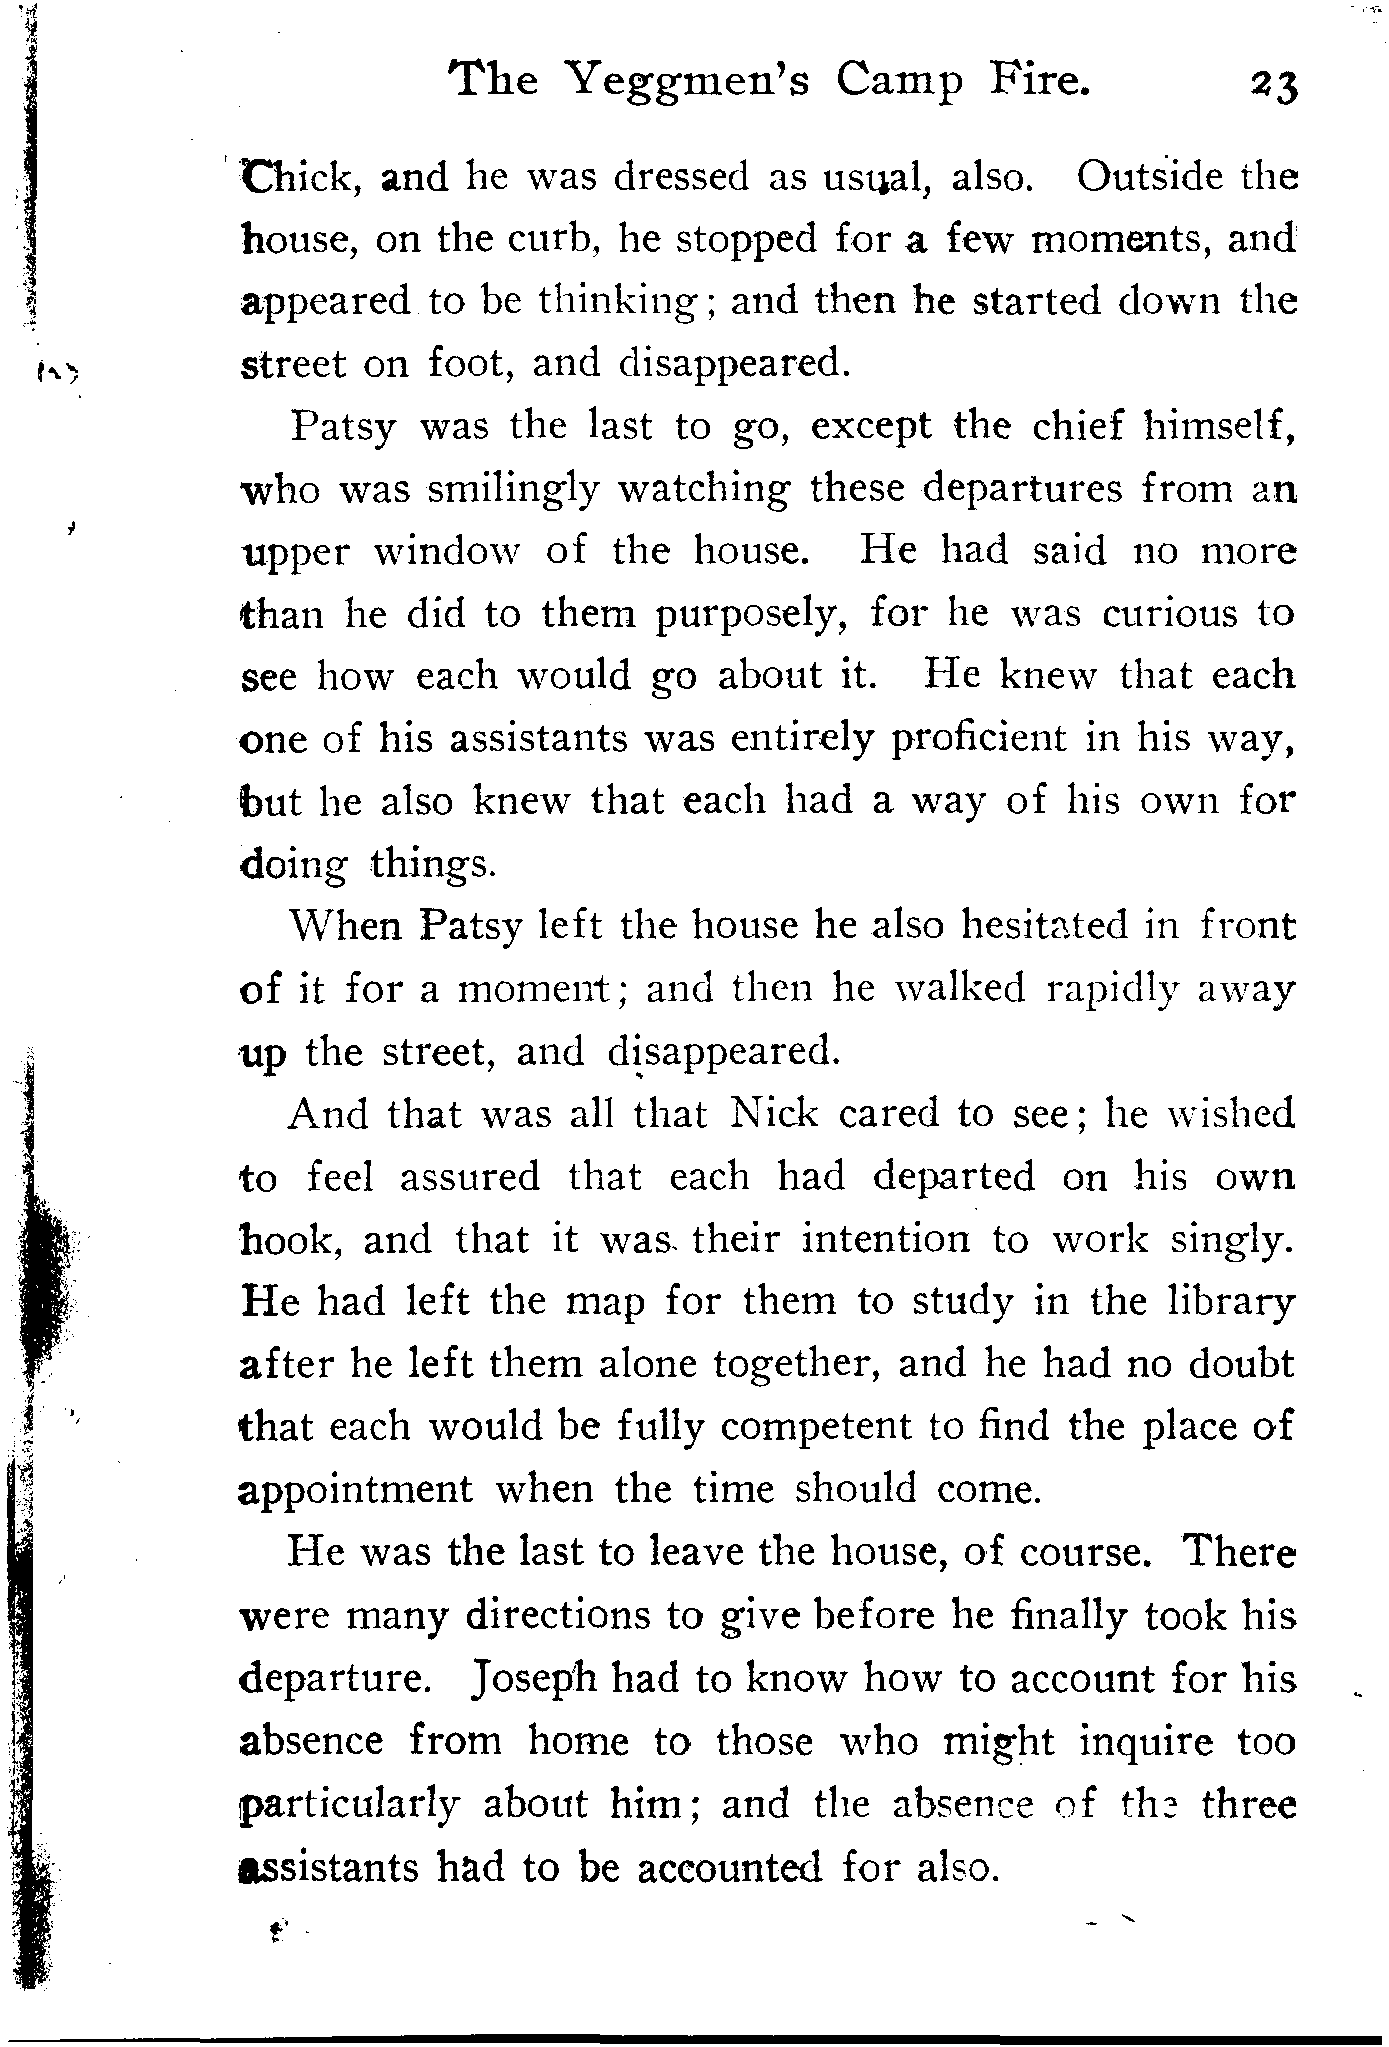 The Yeggmen's Camp Fire. 23
Chick, and he was dressed as usual, also. Outside the
house, on the curb, he stopped for a few moments, and
appeared to be thinking; and then he started down the
street on foot, and disappeared.
Patsy was the last to go, except the chief himself,
who was smilingly watching these departures from an
upper window of the house. He had said no more
than he did to them purposely, for he was curious to
see how each would go about it. He knew that each
one of his assistants was entirely proficient in his way,
but he also knew that each had a way of his own for
doing things.
When Patsy left the house he also hesitated in front
of it for a moment; and then he walked rapidly away
up the street, and disappeared.
And that was all that Nick cared to see; he wished
to feel assured that each had departed on his own
hook, and that it was their intention to work singly.
He had left the map for them to study in the library
after he left them alone together, and he had no doubt
that each would be fully competent to find the place of
appointment when the time should come.
He was the last to leave the house, of course. There
were many directions to give before he finally took his
departure. Joseph had to know how to account for his
absence from home to those who might inquire too
particularly about him; and the absence of the three
assistants had to be accounted for also.